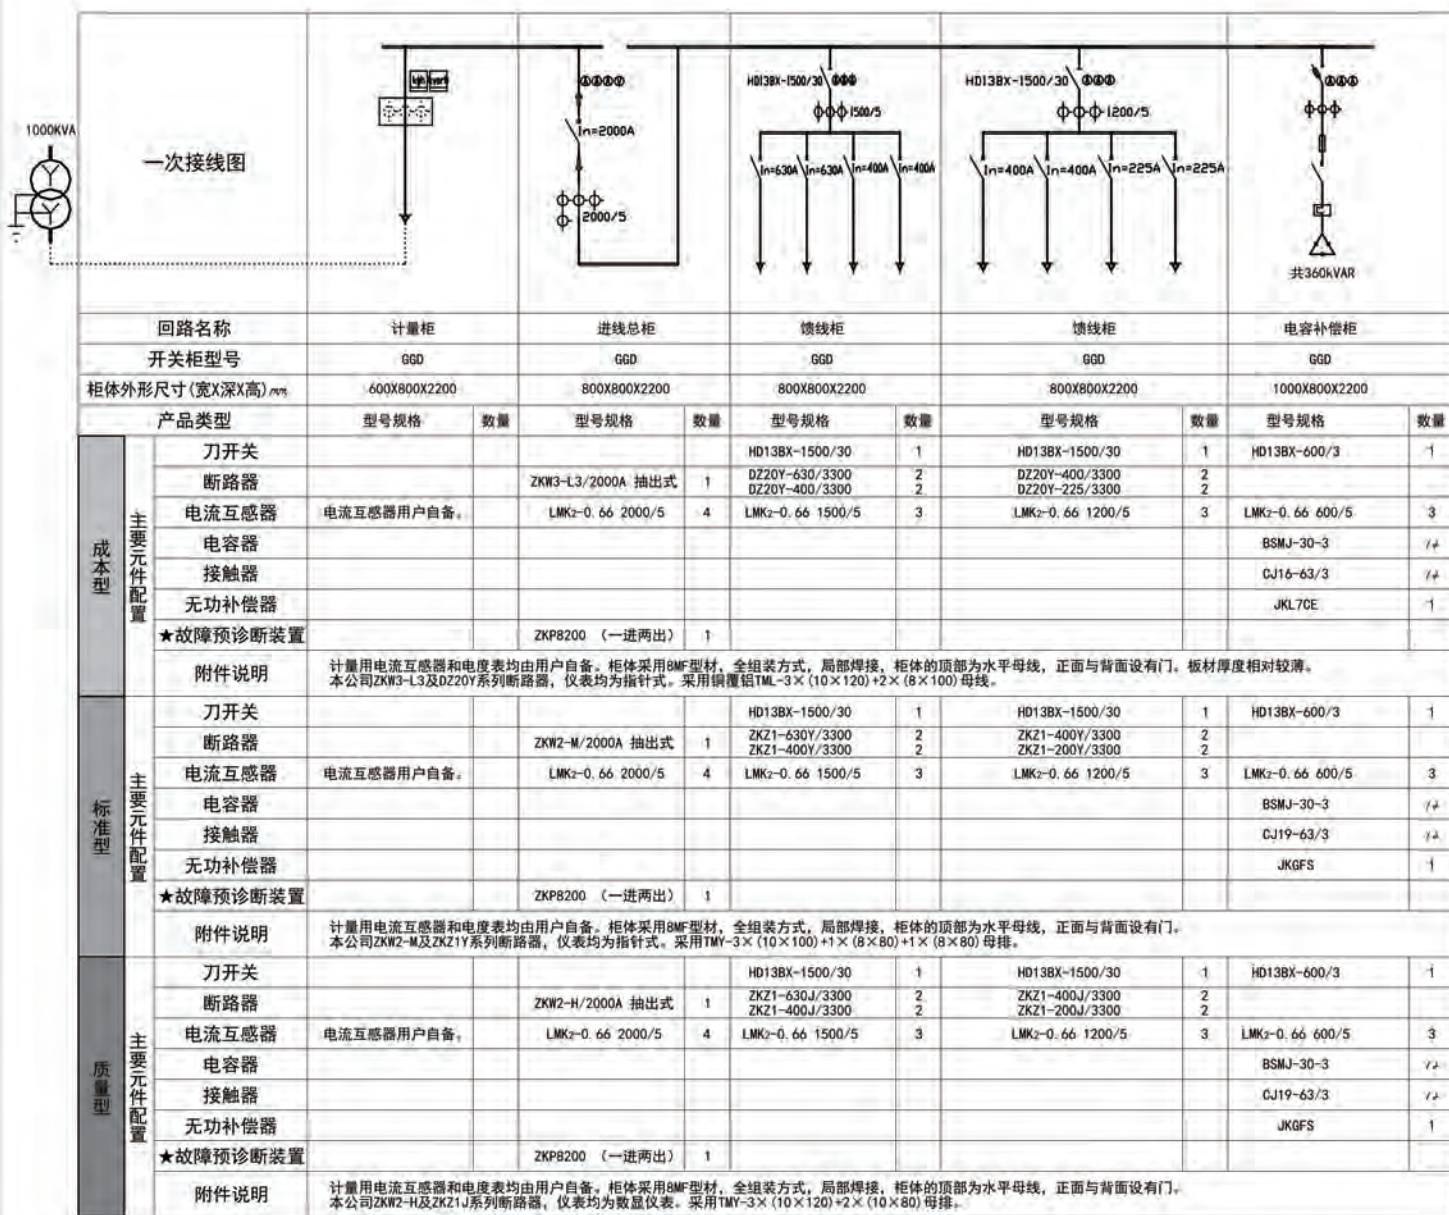 1000KVA
一次接线图
kwh kvarh
In=2000A
2000/5
HD13BX-1500/30
1500/5
In=630A In=630A In=400A In=400A
HD13BX-1500/30
1200/5
In=400A In=400A In=225A In=225A
共360kVAR
回路名称 计量柜 进线总柜 馈线柜 馈线柜 电容补偿柜
开关柜型号 GGD GGD GGD GGD GGD
柜体外形尺寸(宽X深X高)mm 600X800X2200 800X800X2200 800X800X2200 800X800X2200 1000X800X2200
产品类型 型号规格 数量 型号规格 数量 型号规格 数量 型号规格 数量 型号规格 数量
成本型
主要元件配置
刀开关 HD13BX-1500/30 1 HD13BX-1500/30 1 HD13BX-600/3 1
断路器 ZKW3-L3/2000A 抽出式 1 DZ20Y-630/3300 2 DZ20Y-400/3300 2
DZ20Y-400/3300 2 DZ20Y-225/3300 2
电流互感器 电流互感器用户自备。 LMK2-0.66 2000/5 4 LMK2-0.66 1500/5 3 LMK2-0.66 1200/5 3 LMK2-0.66 600/5 3
电容器 BSMJ-30-3 12
接触器 CJ16-63/3 12
无功补偿器 JKL7CE 1
★故障预诊断装置 ZKP8200 (一进两出) 1
附件说明 计量用电流互感器和电度表均由用户自备。柜体采用8MF型材，全组装方式，局部焊接，柜体的顶部为水平母线，正面与背面设有门。板材厚度相对较薄。
本公司ZKW3-L3及DZ20Y系列断路器，仪表均为指针式。采用铜覆铝TML-3×(10×120)+2×(8×100)母线。
标准型
主要元件配置
刀开关 HD13BX-1500/30 1 HD13BX-1500/30 1 HD13BX-600/3 1
断路器 ZKW2-M/2000A 抽出式 1 ZKZ1-630Y/3300 2 ZKZ1-400Y/3300 2
ZKZ1-400Y/3300 2 ZKZ1-200Y/3300 2
电流互感器 电流互感器用户自备。 LMK2-0.66 2000/5 4 LMK2-0.66 1500/5 3 LMK2-0.66 1200/5 3 LMK2-0.66 600/5 3
电容器 BSMJ-30-3 12
接触器 CJ19-63/3 12
无功补偿器 JKGFS 1
★故障预诊断装置 ZKP8200 (一进两出) 1
附件说明 计量用电流互感器和电度表均由用户自备。柜体采用8MF型材，全组装方式，局部焊接，柜体的顶部为水平母线，正面与背面设有门。
本公司ZKW2-M及ZKZ1Y系列断路器，仪表均为指针式。采用TMY-3×(10×100)+1×(8×80)+1×(8×80)母排。
质量型
主要元件配置
刀开关 HD13BX-1500/30 1 HD13BX-1500/30 1 HD13BX-600/3 1
断路器 ZKW2-H/2000A 抽出式 1 ZKZ1-630J/3300 2 ZKZ1-400J/3300 2
ZKZ1-400J/3300 2 ZKZ1-200J/3300 2
电流互感器 电流互感器用户自备。 LMK2-0.66 2000/5 4 LMK2-0.66 1500/5 3 LMK2-0.66 1200/5 3 LMK2-0.66 600/5 3
电容器 BSMJ-30-3 12
接触器 CJ19-63/3 12
无功补偿器 JKGFS 1
★故障预诊断装置 ZKP8200 (一进两出) 1
附件说明 计量用电流互感器和电度表均由用户自备。柜体采用8MF型材，全组装方式，局部焊接，柜体的顶部为水平母线，正面与背面设有门。
本公司ZKW2-H及ZKZ1J系列断路器，仪表均为数显仪表。采用TMY-3×(10×120)+2×(10×80)母排。